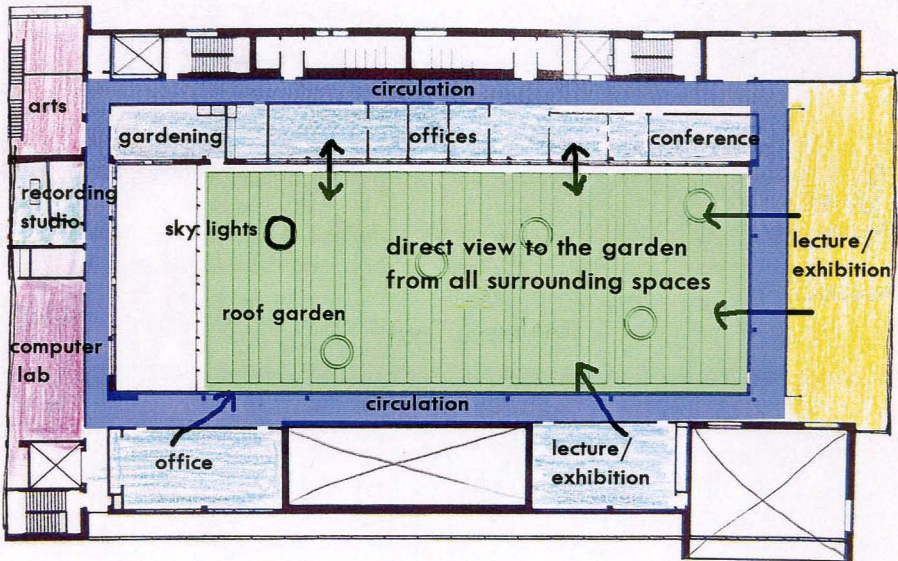 circulation
arts
gardening
offices
conference
recording
studio
sky lights
direct view to the garden
from all surrounding spaces
lecture/
exhibition
roof garden
computer
lab
circulation
office
lecture/
exhibition